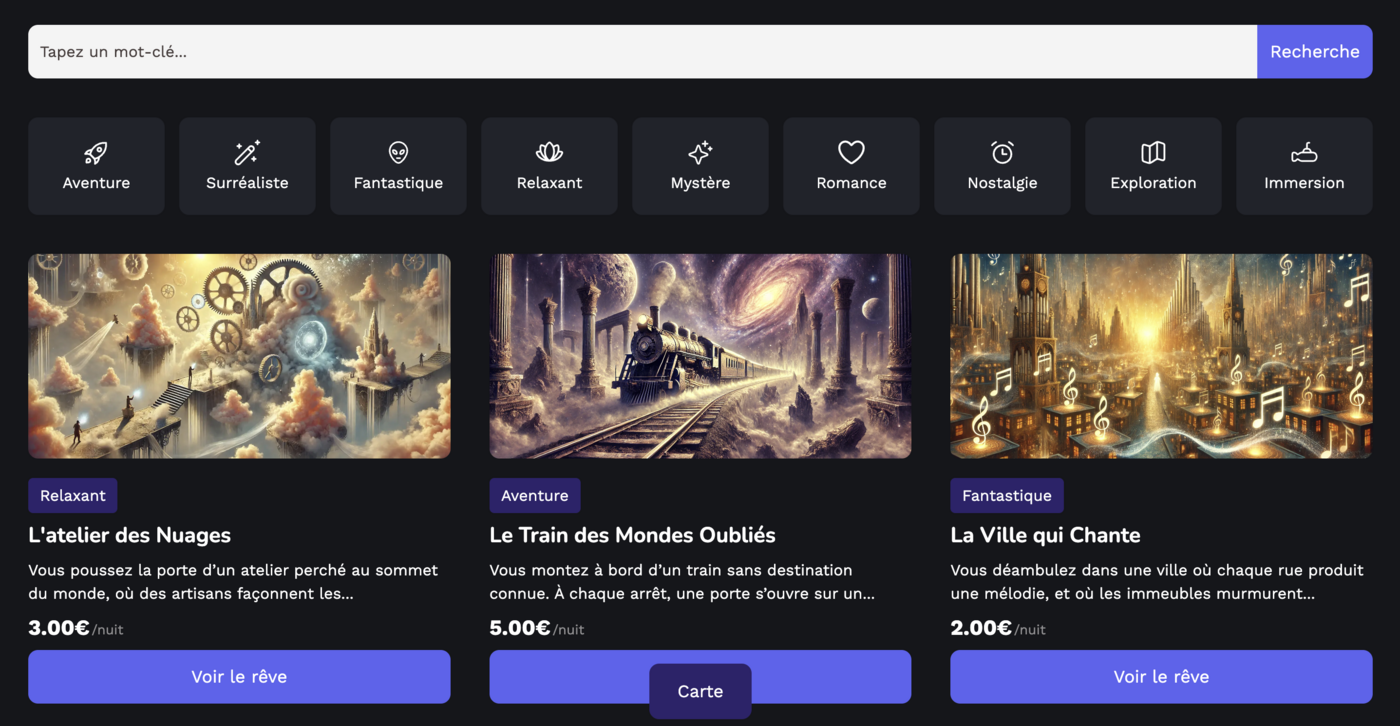 Tapez un mot-clé...
Recherche
Aventure
Surréaliste
Fantastique
Relaxant
Mystère
Romance
Nostalgie
Exploration
Immersion
Relaxant
L'atelier des Nuages
Vous poussez la porte d’un atelier perché au sommet
du monde, où des artisans façonnent les...
3.00€/nuit
Voir le rêve
Aventure
Le Train des Mondes Oubliés
Vous montez à bord d’un train sans destination
connue. À chaque arrêt, une porte s’ouvre sur un...
5.00€/nuit
Fantastique
La Ville qui Chante
Vous déambulez dans une ville où chaque rue produit
une mélodie, et où les immeubles murmurent...
2.00€/nuit
Voir le rêve
Carte